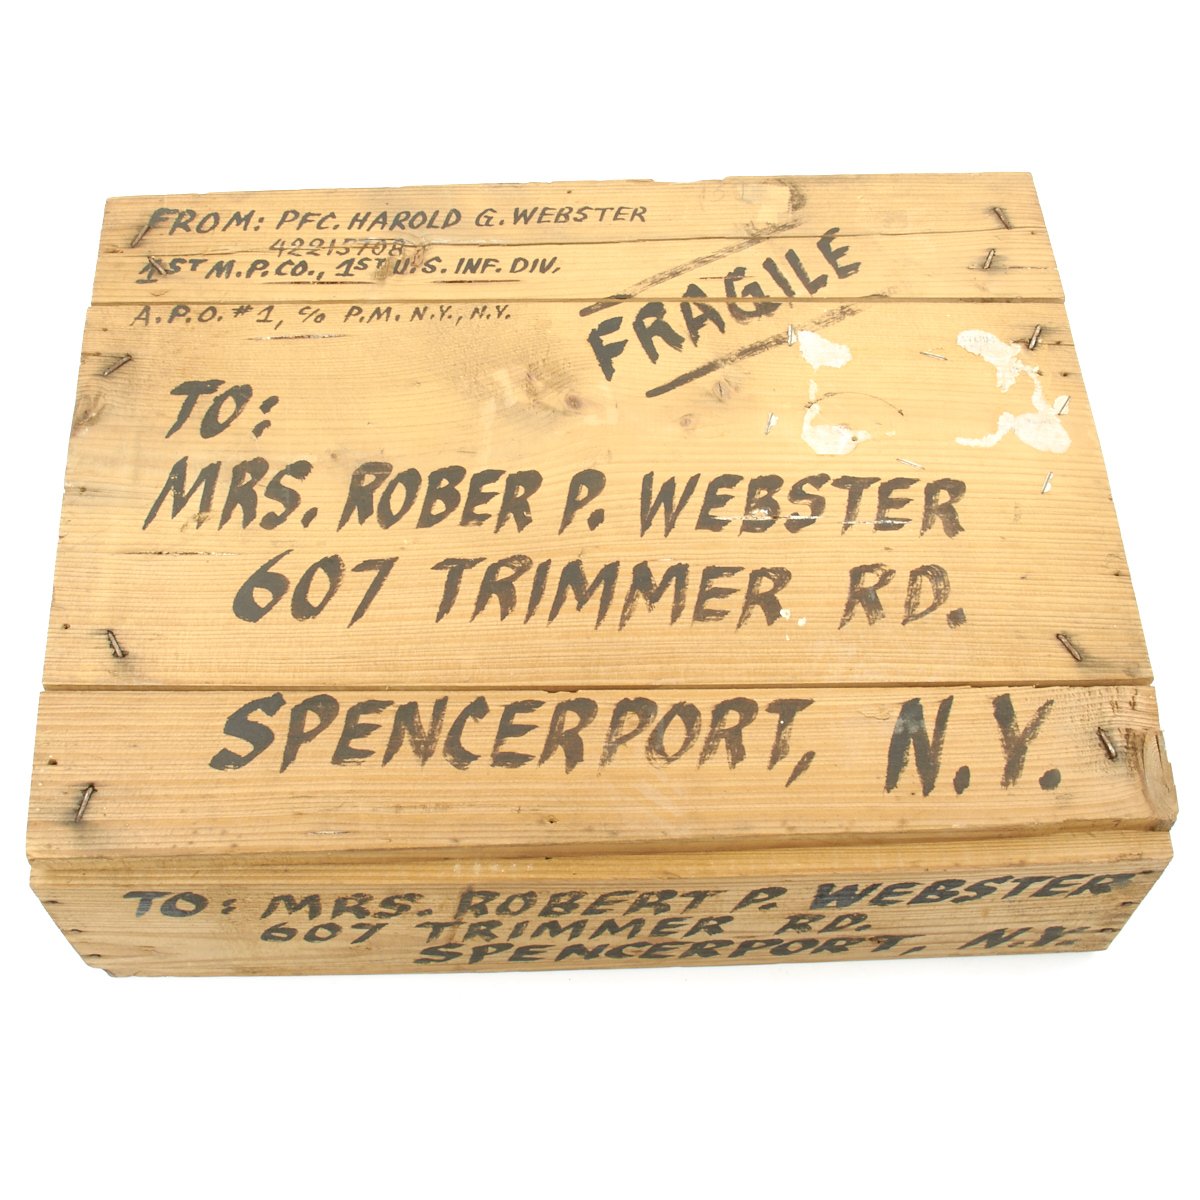 FROM: PFC. HAROLD G. WEBSTER
42215708
1ST M.P.CO., 1ST U.S. INF. DIV.
A.P.O. #1, c/o P.M. N.Y., N.Y.
FRAGILE
TO:
MRS. ROBER P. WEBSTER
607 TRIMMER RD.
SPENCERPORT, N.Y.
TO: MRS. ROBERT P. WEBSTER
607 TRIMMER RD.
SPENCERPORT, N.Y.